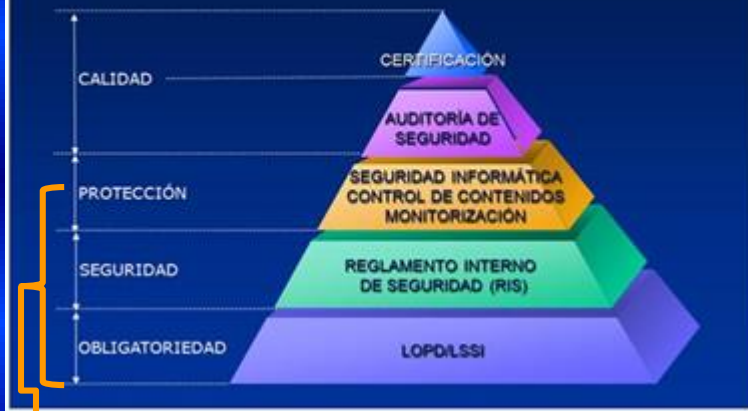 CERTIFICACIÓN
CALIDAD
AUDITORÍA DE
SEGURIDAD
PROTECCIÓN
SEGURIDAD INFORMÁTICA
CONTROL DE CONTENIDOS
MONITORIZACIÓN
SEGURIDAD
REGLAMENTO INTERNO
DE SEGURIDAD (RIS)
OBLIGATORIEDAD
LOPD/LSSI